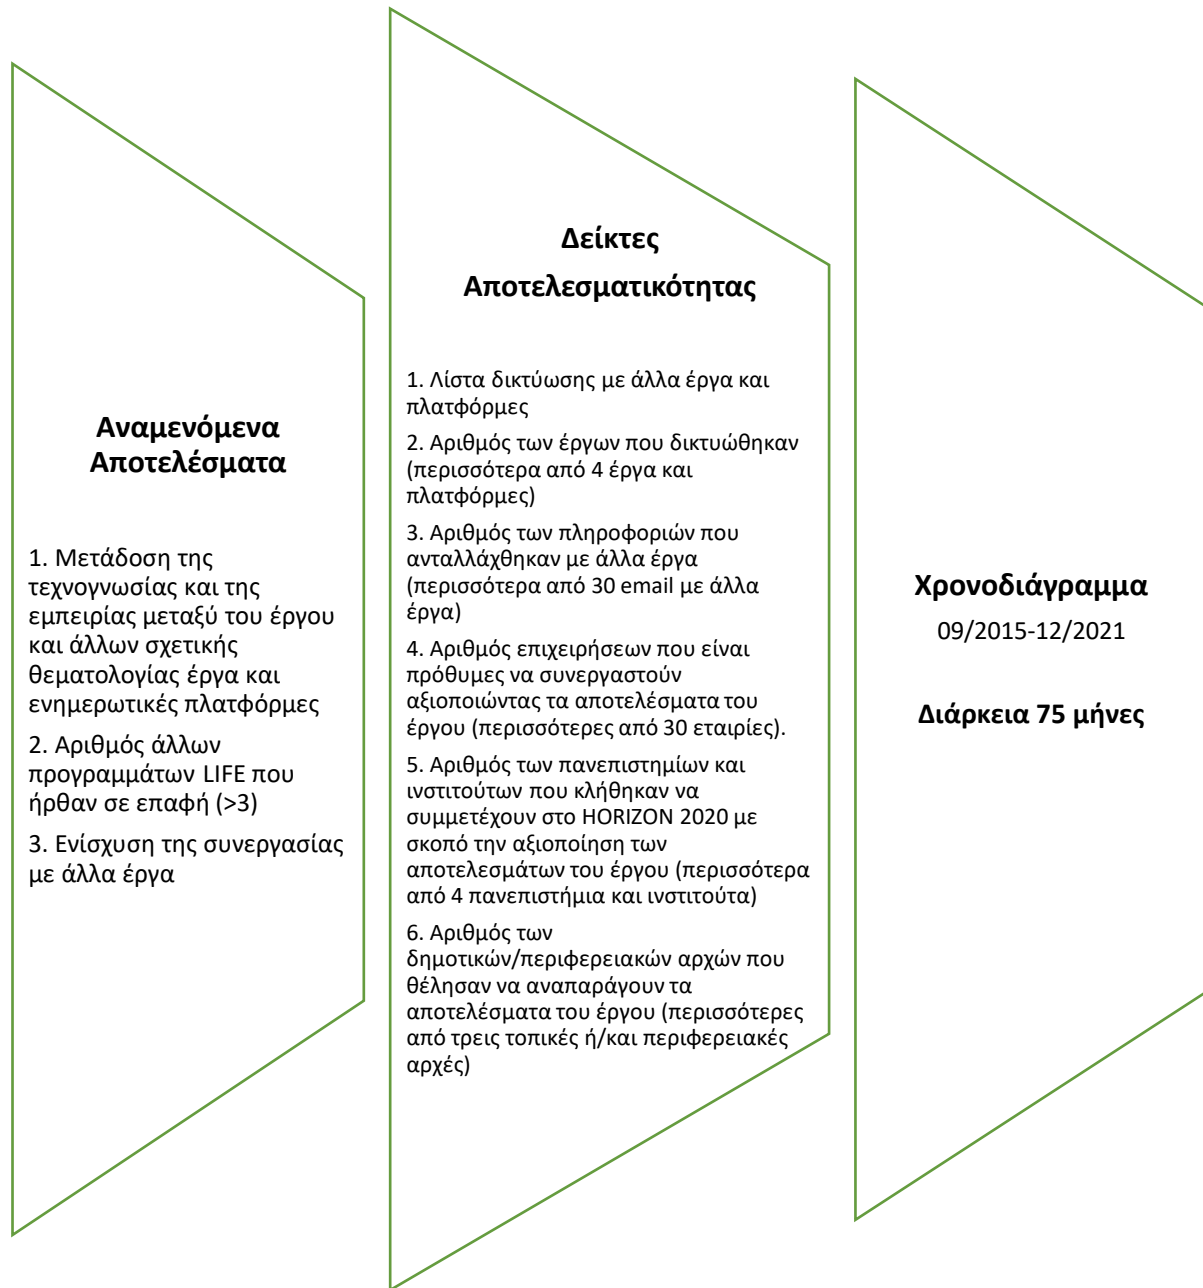 Αναμενόμενα
Αποτελέσματα
1. Μετάδοση της
τεχνογνωσίας και της
εμπειρίας μεταξύ του έργου
και άλλων σχετικής
θεματολογίας έργα και
ενημερωτικές πλατφόρμες
2. Αριθμός άλλων
προγραμμάτων LIFE που
ήρθαν σε επαφή (>3)
3. Ενίσχυση της συνεργασίας
με άλλα έργα
Δείκτες
Αποτελεσματικότητας
1. Λίστα δικτύωσης με άλλα έργα και
πλατφόρμες
2. Αριθμός των έργων που δικτυώθηκαν
(περισσότερα από 4 έργα και
πλατφόρμες)
3. Αριθμός των πληροφοριών που
ανταλλάχθηκαν με άλλα έργα
(περισσότερα από 30 email με άλλα
έργα)
4. Αριθμός επιχειρήσεων που είναι
πρόθυμες να συνεργαστούν
αξιοποιώντας τα αποτελέσματα του
έργου (περισσότερες από 30 εταιρίες).
5. Αριθμός των πανεπιστημίων και
ινστιτούτων που κλήθηκαν να
συμμετέχουν στο HORIZON 2020 με
σκοπό την αξιοποίηση των
αποτελεσμάτων του έργου (περισσότερα
από 4 πανεπιστήμια και ινστιτούτα)
6. Αριθμός των
δημοτικών/περιφερειακών αρχών που
θέλησαν να αναπαράγουν τα
αποτελέσματα του έργου (περισσότερες
από τρεις τοπικές ή/και περιφερειακές
αρχές)
Χρονοδιάγραμμα
09/2015-12/2021
Διάρκεια 75 μήνες